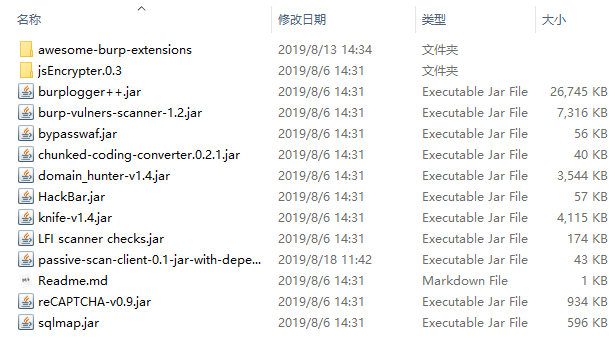 名称 修改日期 类型 大小
awesome-burp-extensions 2019/8/13 14:34 文件夹
jsEncrypter.0.3 2019/8/6 14:31 文件夹
burplogger++.jar 2019/8/6 14:31 Executable Jar File 26,745 KB
burp-vulners-scanner-1.2.jar 2019/8/6 14:31 Executable Jar File 7,316 KB
bypasswaf.jar 2019/8/6 14:31 Executable Jar File 56 KB
chunked-coding-converter.0.2.1.jar 2019/8/6 14:31 Executable Jar File 40 KB
domain_hunter-v1.4.jar 2019/8/6 14:31 Executable Jar File 3,544 KB
HackBar.jar 2019/8/6 14:31 Executable Jar File 57 KB
knife-v1.4.jar 2019/8/6 14:31 Executable Jar File 4,115 KB
LFI scanner checks.jar 2019/8/6 14:31 Executable Jar File 174 KB
passive-scan-client-0.1-jar-with-depe... 2019/8/18 11:42 Executable Jar File 43 KB
Readme.md 2019/8/6 14:31 Markdown File 1 KB
reCAPTCHA-v0.9.jar 2019/8/6 14:31 Executable Jar File 934 KB
sqlmap.jar 2019/8/6 14:31 Executable Jar File 596 KB